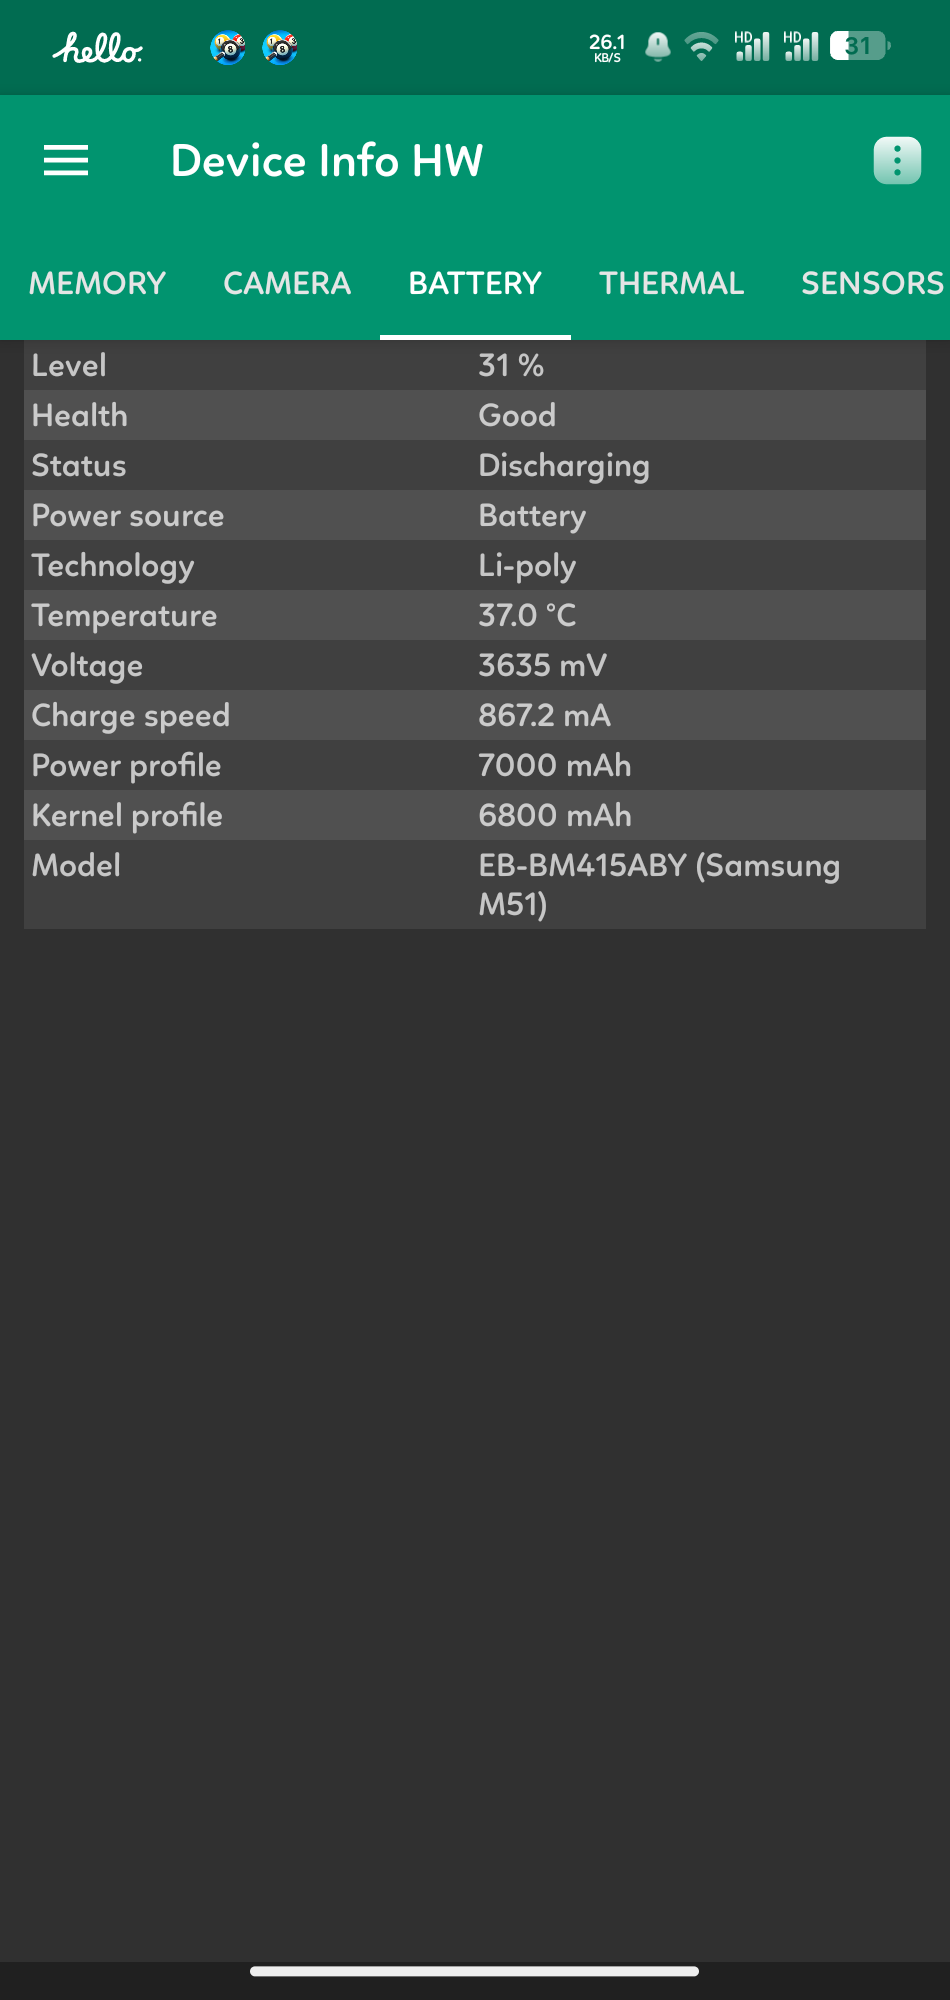 hello.
26.1
KB/S
HD
HD
31
Device Info HW
MEMORY CAMERA BATTERY THERMAL SENSORS
Level 31 %
Health Good
Status Discharging
Power source Battery
Technology Li-poly
Temperature 37.0 °C
Voltage 3635 mV
Charge speed 867.2 mA
Power profile 7000 mAh
Kernel profile 6800 mAh
Model EB-BM415ABY (Samsung
M51)